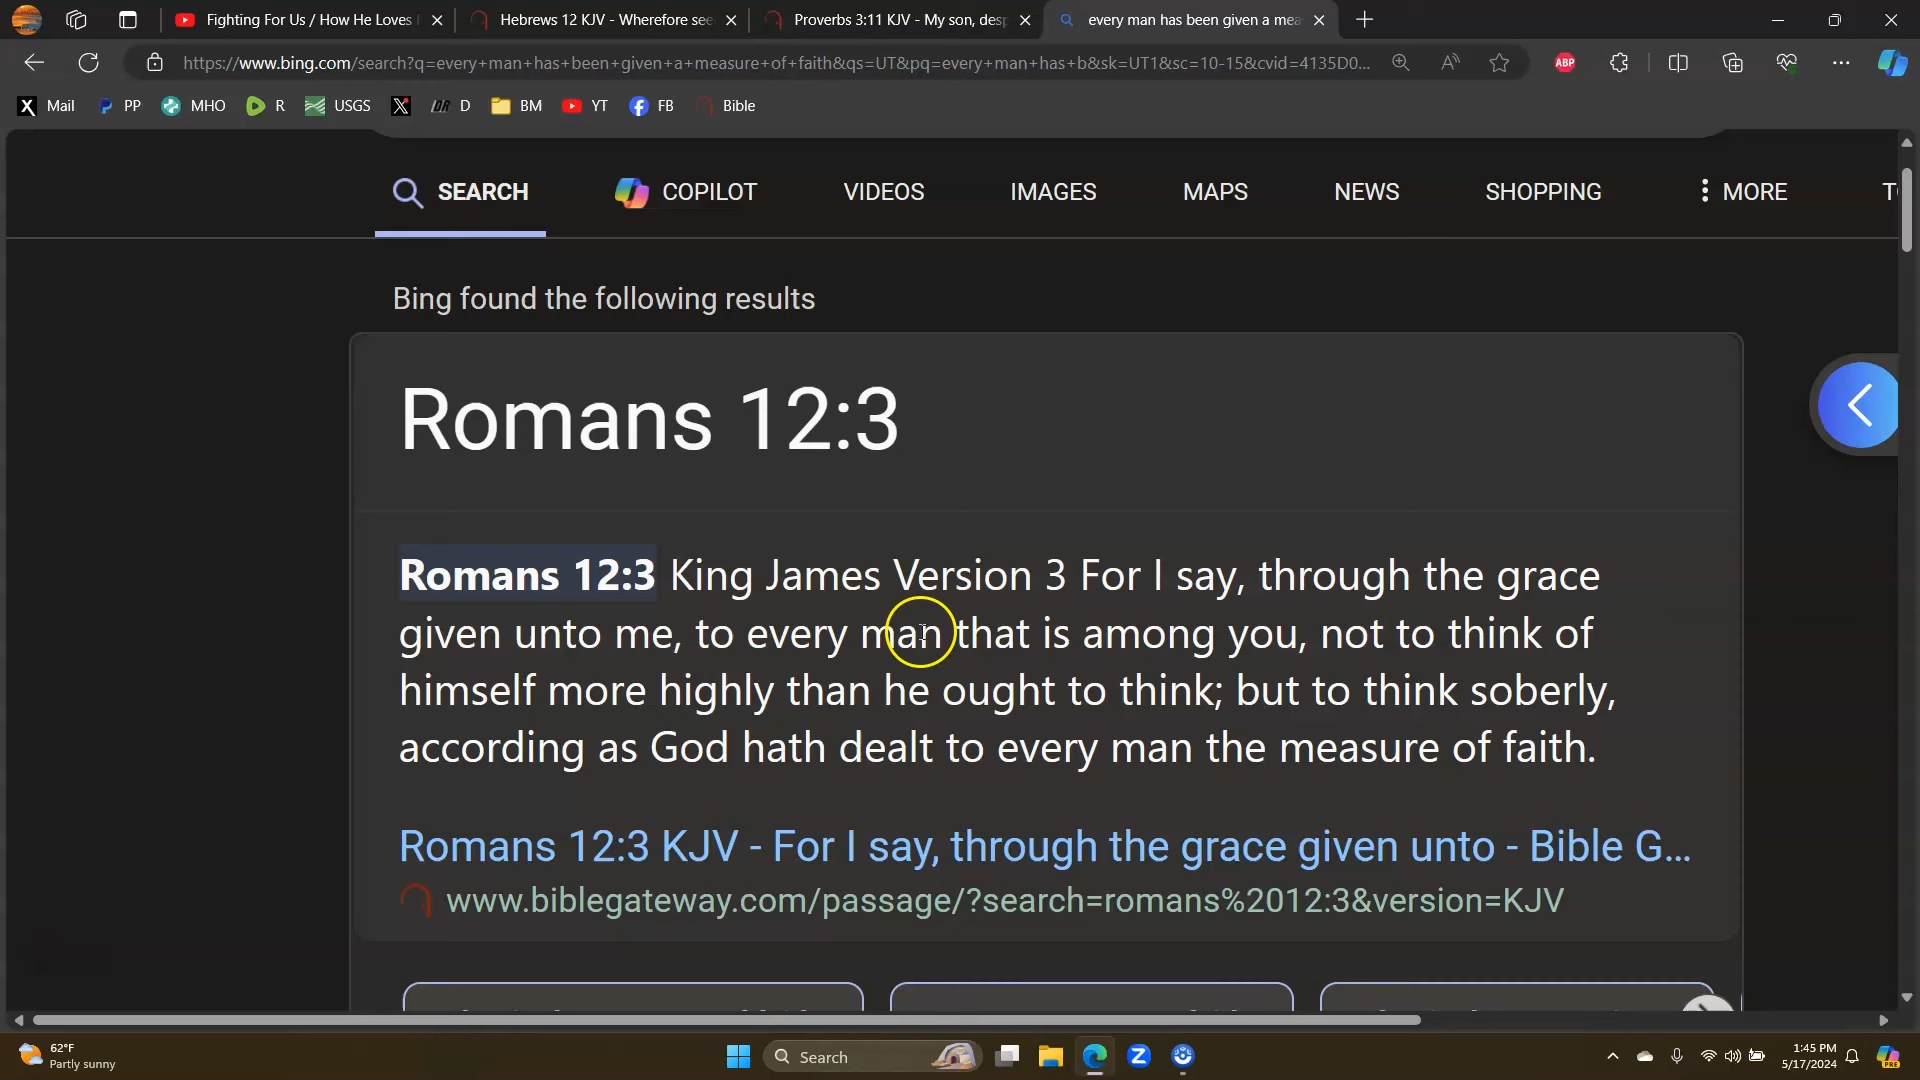 Fighting For Us / How He Loves
Hebrews 12 KJV - Wherefore see
Proverbs 3:11 KJV - My son, desp
every man has been given a mea
https://www.bing.com/search?q=every+man+has+been+given+a+measure+of+faith&qs=UT&pq=every+man+has+b&sk=UT1&sc=10-15&cvid=4135D0...
ABP
X Mail PP MHO R USGS X DR D BM YT FB Bible
SEARCH COPILOT VIDEOS IMAGES MAPS NEWS SHOPPING MORE
Bing found the following results
Romans 12:3
Romans 12:3 King James Version 3 For I say, through the grace
given unto me, to every man that is among you, not to think of
himself more highly than he ought to think; but to think soberly,
according as God hath dealt to every man the measure of faith.
Romans 12:3 KJV - For I say, through the grace given unto - Bible G...
www.biblegateway.com/passage/?search=romans%2012:3&version=KJV
62°F
Partly sunny
Search
Z
1:45 PM
5/17/2024
PRE